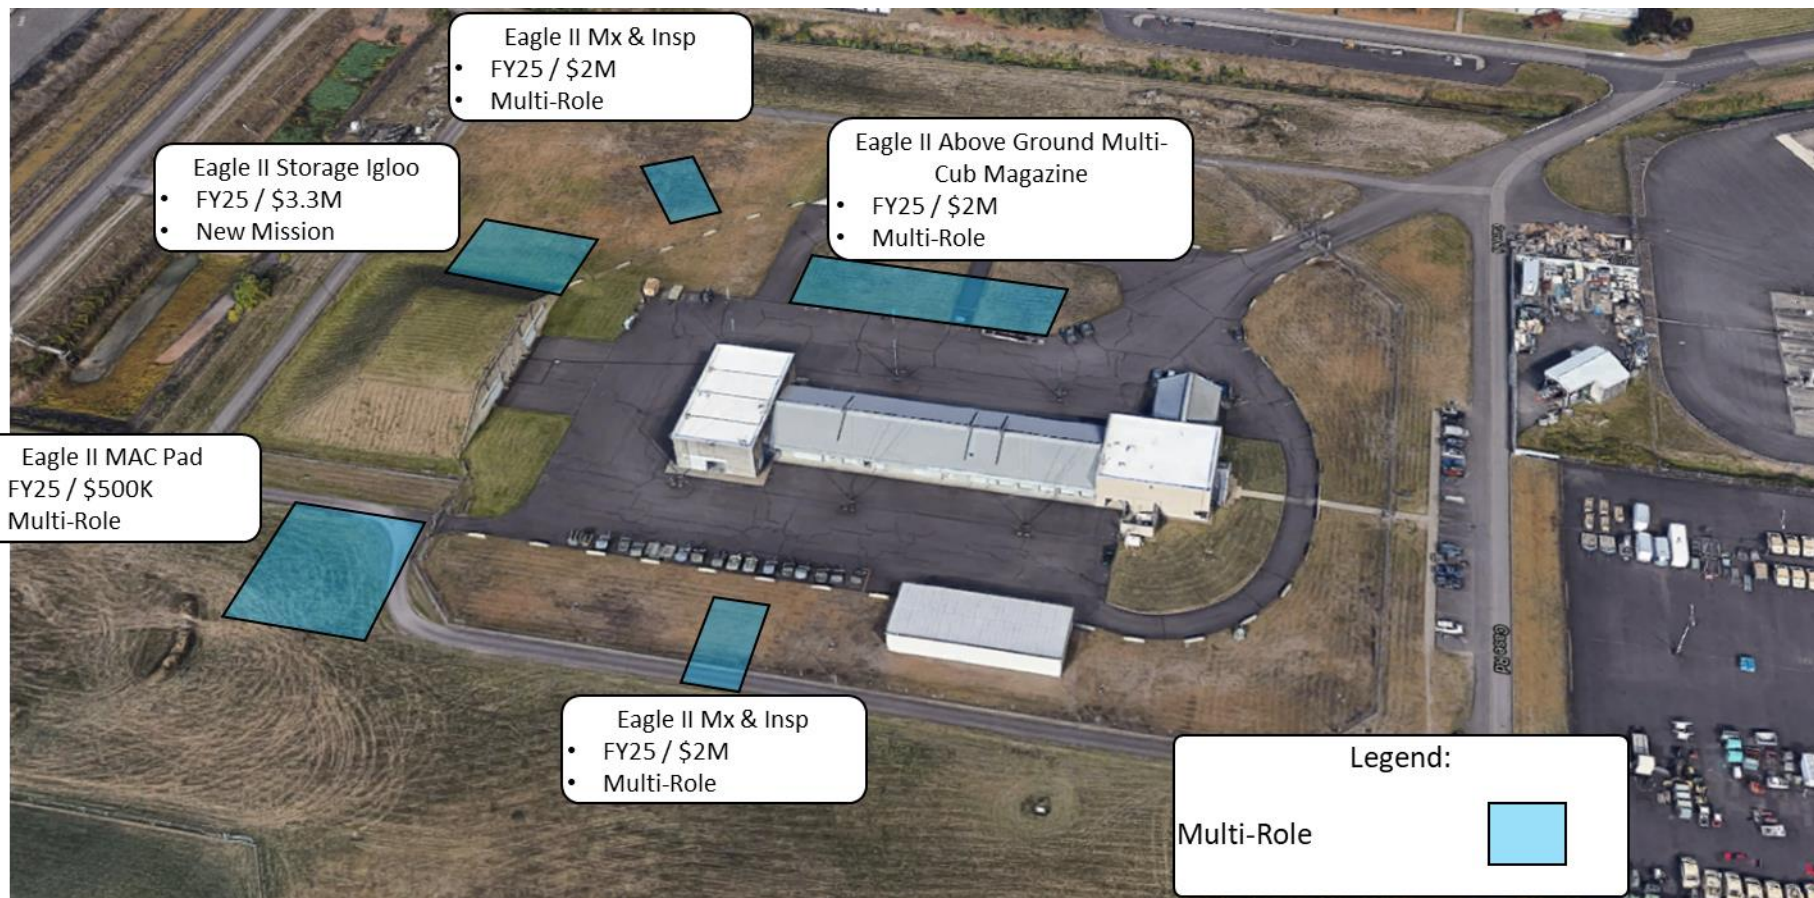 Eagle II Mx & Insp
• FY25 / $2M
• Multi-Role
Eagle II Above Ground Multi-
Cub Magazine
• FY25 / $2M
• Multi-Role
Eagle II Storage Igloo
• FY25 / $3.3M
• New Mission
Eagle II MAC Pad
FY25 / $500K
Multi-Role
Eagle II Mx & Insp
• FY25 / $2M
• Multi-Role
Legend:
Multi-Role